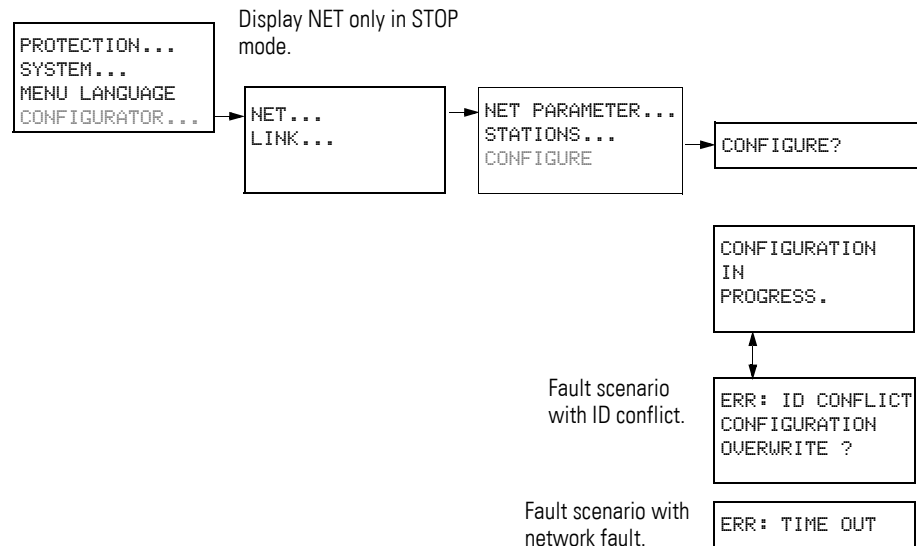 Display NET only in STOP
mode.
PROTECTION...
SYSTEM...
MENU LANGUAGE
CONFIGURATOR...
NET...
LINK...
NET PARAMETER...
STATIONS...
CONFIGURE
CONFIGURE?
CONFIGURATION
IN
PROGRESS.
Fault scenario
with ID conflict.
ERR: ID CONFLICT
CONFIGURATION
OVERWRITE ?
Fault scenario with
network fault.
ERR: TIME OUT